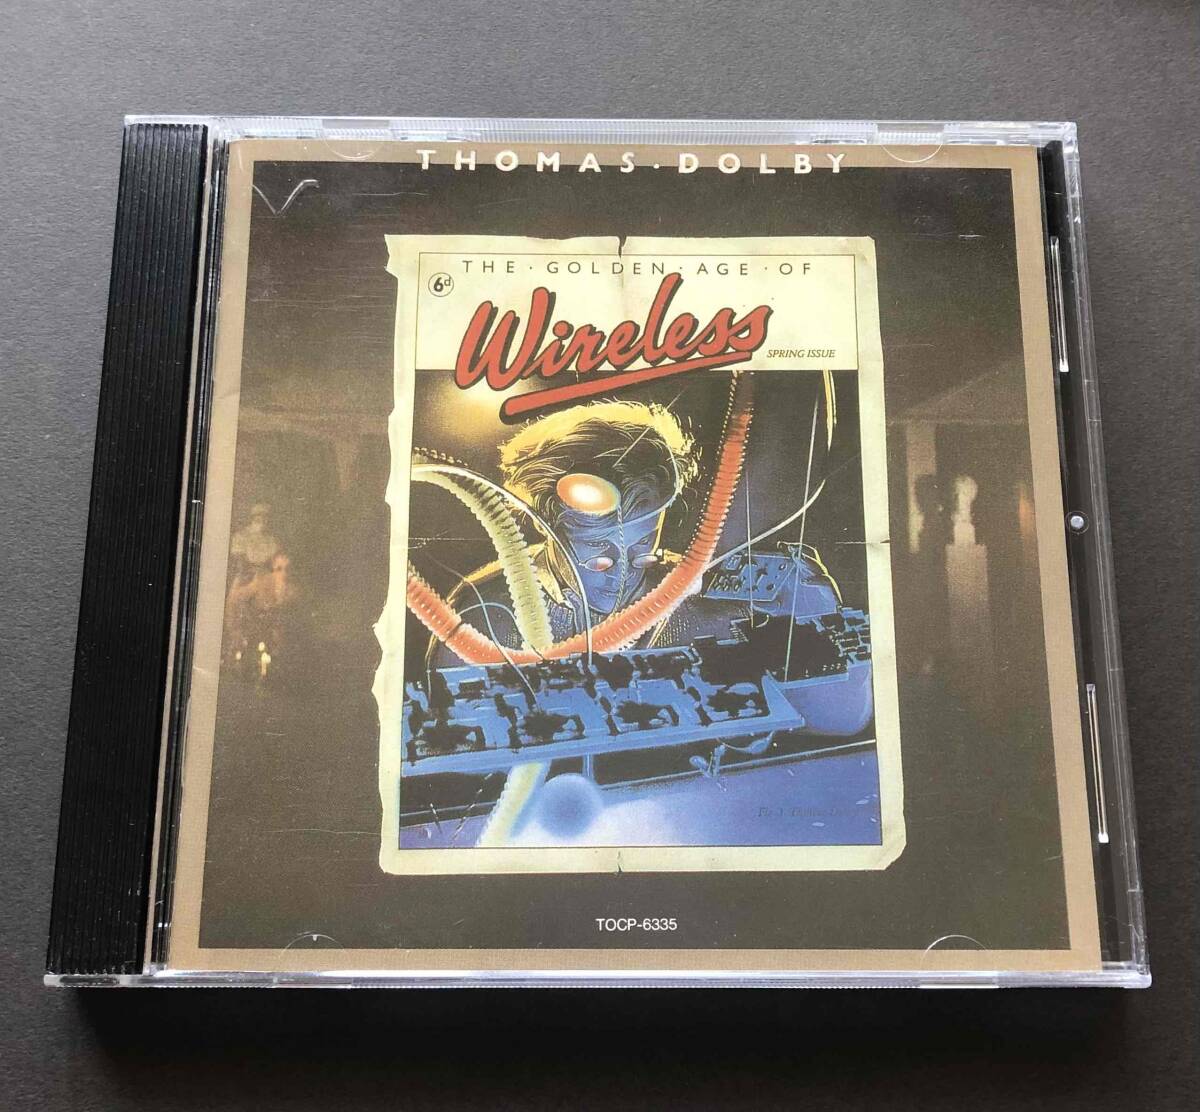 THOMAS · DOLBY
THE · GOLDEN · AGE · OF
6d
Wireless
SPRING ISSUE
TOCP-6335